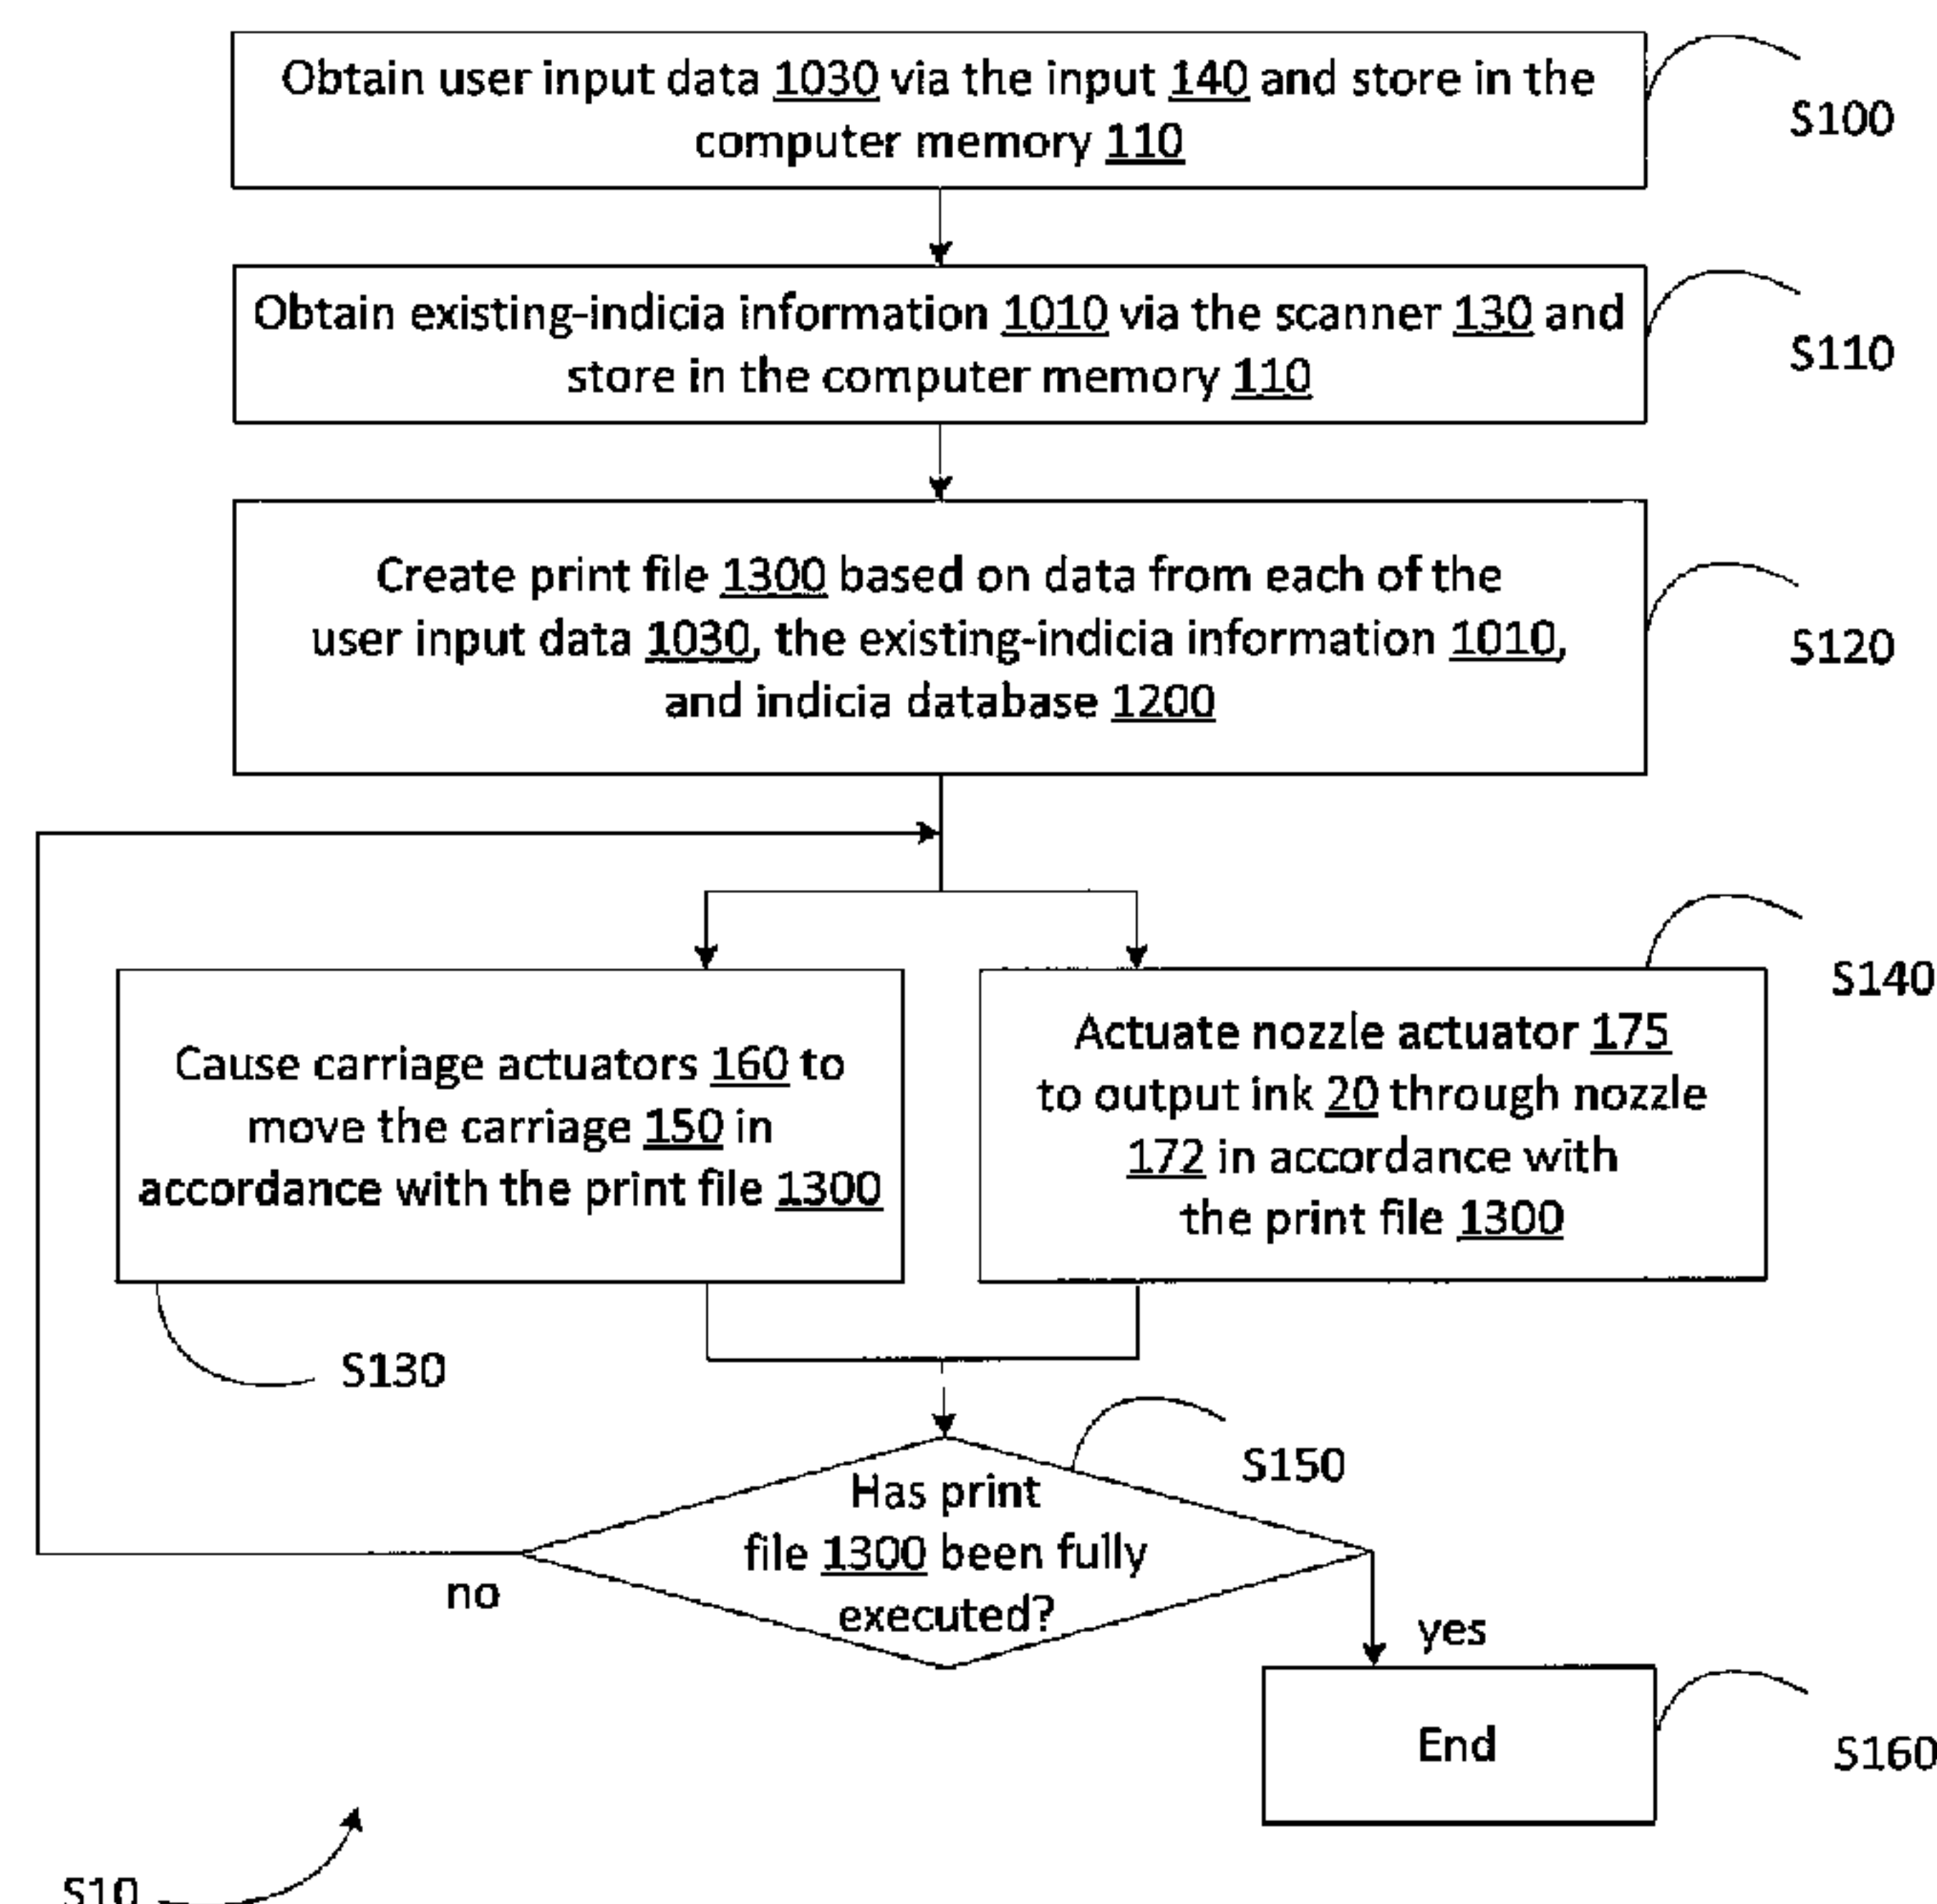 Obtain user input data 1030 via the input 140 and store in the
computer memory 110
S100
Obtain existing-indicia information 1010 via the scanner 130 and
store in the computer memory 110
S110
Create print file 1300 based on data from each of the
user input data 1030, the existing-indicia information 1010,
and indicia database 1200
S120
Cause carriage actuators 160 to
move the carriage 150 in
accordance with the print file 1300
S130
Actuate nozzle actuator 175
to output ink 20 through nozzle
172 in accordance with
the print file 1300
S140
Has print
file 1300 been fully
executed?
S150
no
yes
End
S160
S10